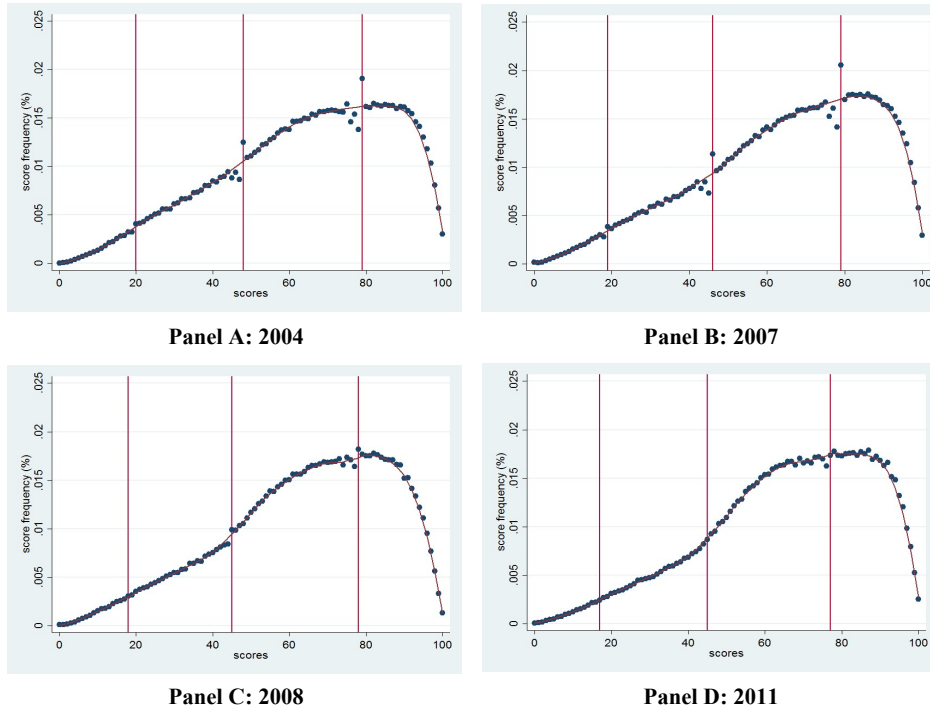 score frequency (%)
0 .005 .01 .015 .02 .025
0 20 40 60 80 100
scores
Panel A: 2004
score frequency (%)
0 .005 .01 .015 .02 .025
0 20 40 60 80 100
scores
Panel B: 2007
score frequency (%)
0 .005 .01 .015 .02 .025
0 20 40 60 80 100
scores
Panel C: 2008
score frequency (%)
0 .005 .01 .015 .02 .025
0 20 40 60 80 100
scores
Panel D: 2011